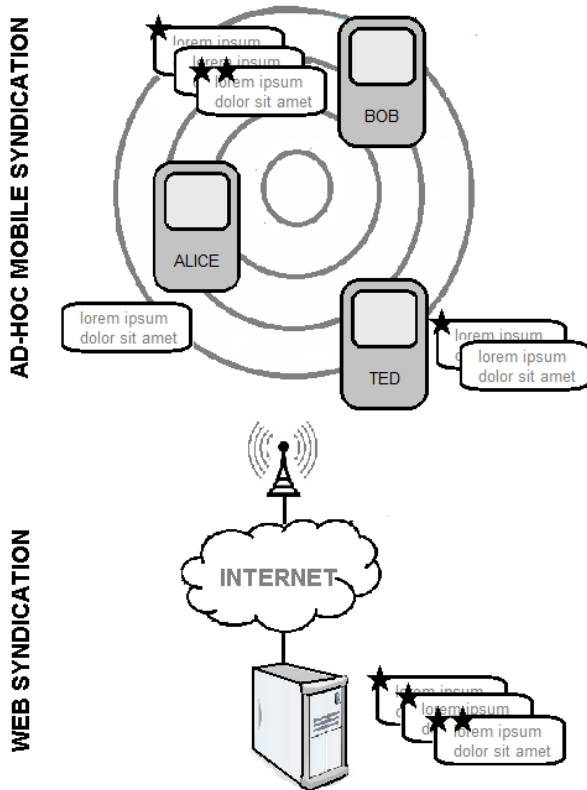 AD-HOC MOBILE SYNDICATION
lorem ipsum
lorem ipsum
dolor sit amet
BOB
ALICE
lorem ipsum
dolor sit amet
TED
lorem ipsum
lorem ipsum
dolor sit amet
WEB SYNDICATION
INTERNET
lorem ipsum
lorem ipsum
lorem ipsum
dolor sit amet